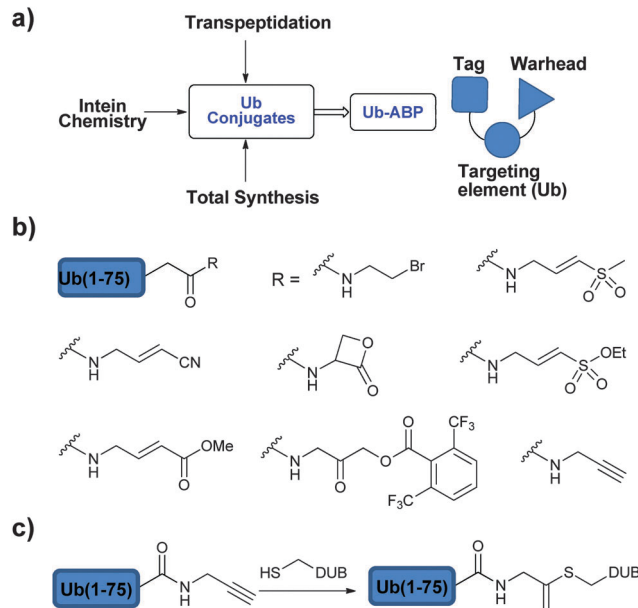 a)
Transpeptidation
Intein
Chemistry
Ub
Conjugates
Ub-ABP
Tag
Warhead
Total Synthesis
Targeting
element (Ub)
b)
Ub(1-75)
R
O
R =
N
H
Br
N
H
S
O
O
N
H
CN
N
H
O
O
N
H
OEt
S
O
O
N
H
OMe
O
N
H
O
O
O
CF3
F3C
N
H
c)
Ub(1-75)
O
N
H
HS
DUB
Ub(1-75)
O
N
H
S
DUB